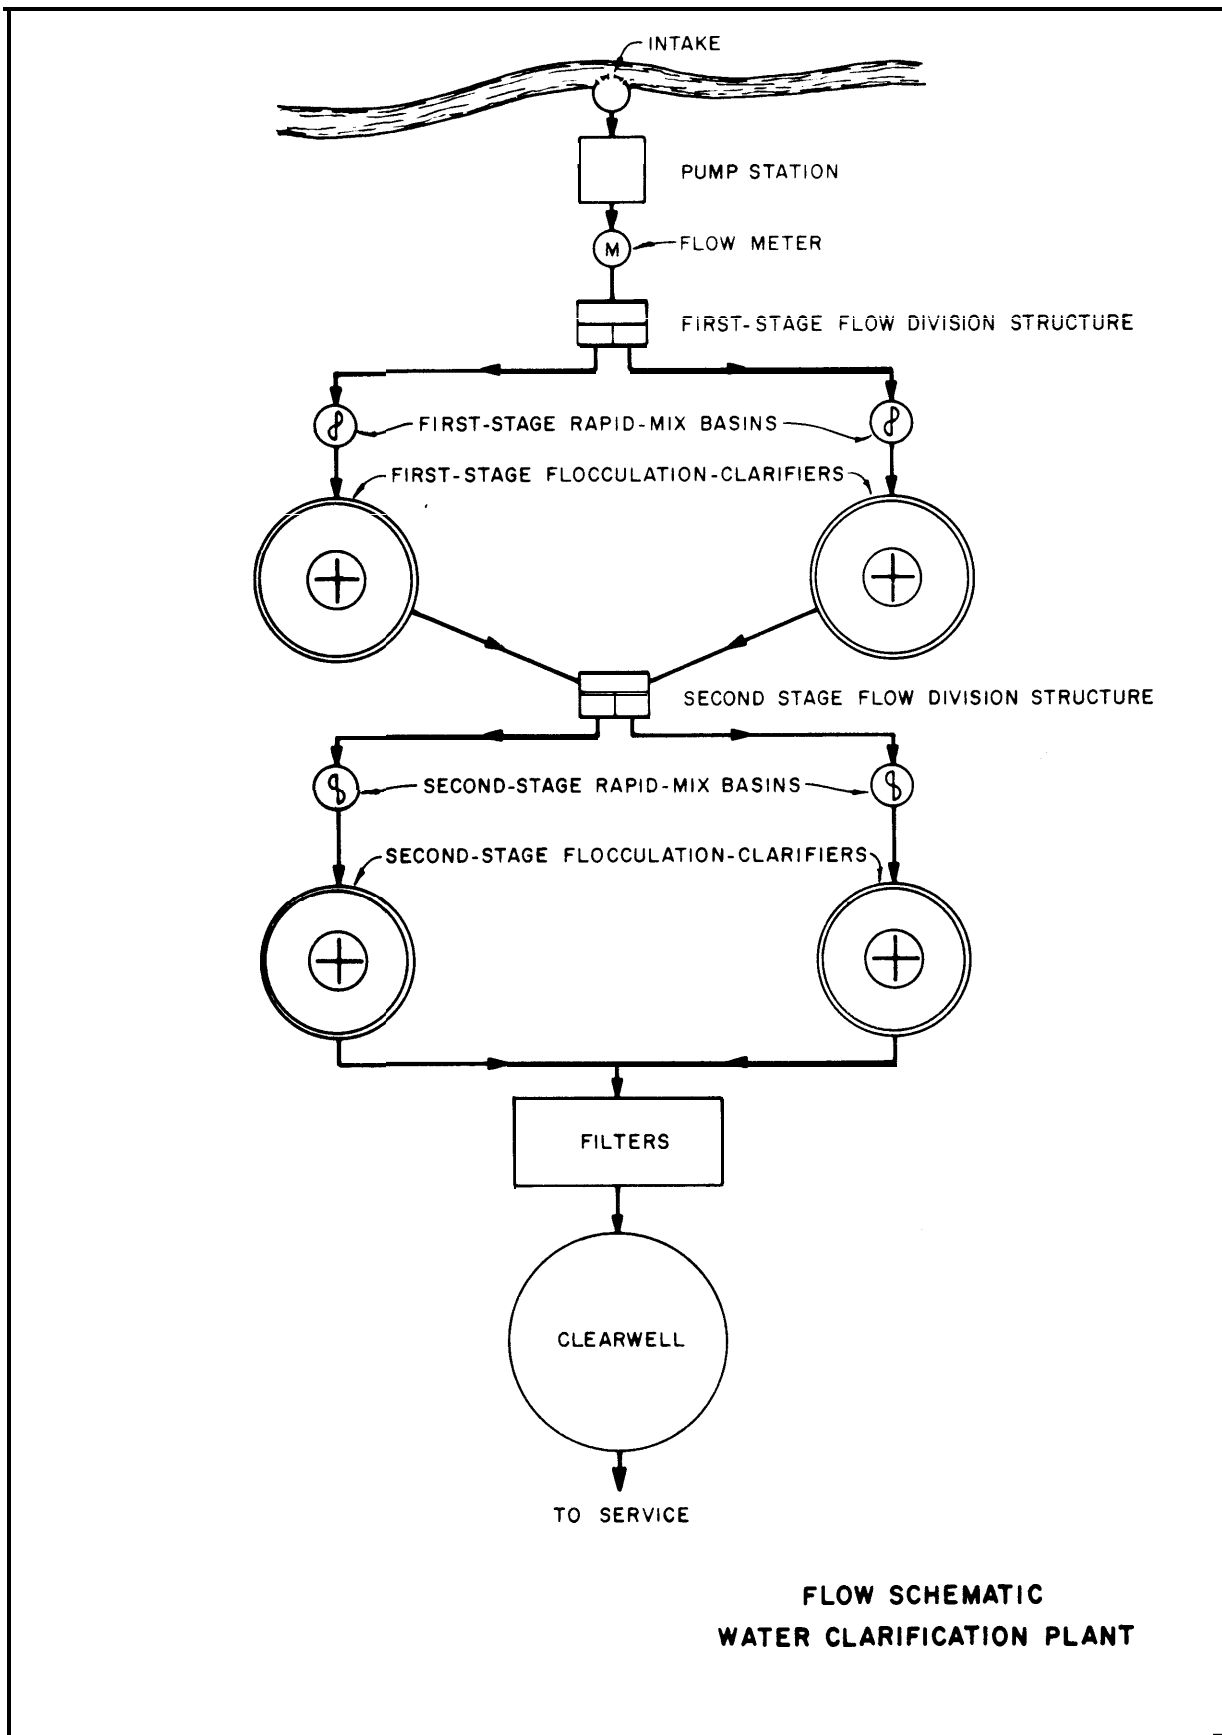 INTAKE
PUMP STATION
M
FLOW METER
FIRST-STAGE FLOW DIVISION STRUCTURE
FIRST-STAGE RAPID-MIX BASINS
FIRST-STAGE FLOCCULATION-CLARIFIERS
SECOND STAGE FLOW DIVISION STRUCTURE
SECOND-STAGE RAPID-MIX BASINS
SECOND-STAGE FLOCCULATION-CLARIFIERS
FILTERS
CLEARWELL
TO SERVICE
FLOW SCHEMATIC
WATER CLARIFICATION PLANT